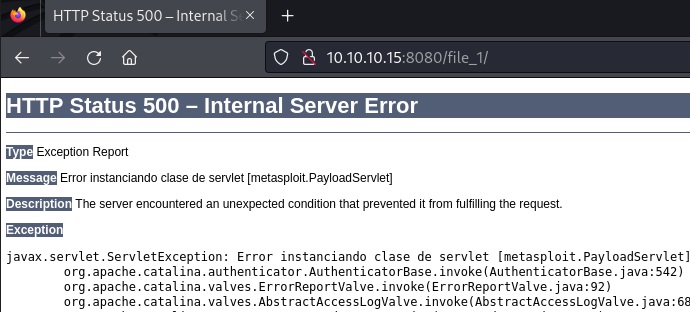 HTTP Status 500 – Internal S
10.10.10.15:8080/file_1/
HTTP Status 500 – Internal Server Error
Type Exception Report
Message Error instanciando clase de servlet [metasploit.PayloadServlet]
Description The server encountered an unexpected condition that prevented it from fulfilling the request.
Exception
javax.servlet.ServletException: Error instanciando clase de servlet [metasploit.PayloadServlet]
org.apache.catalina.authenticator.AuthenticatorBase.invoke(AuthenticatorBase.java:542)
org.apache.catalina.valves.ErrorReportValve.invoke(ErrorReportValve.java:92)
org.apache.catalina.valves.AbstractAccessLogValve.invoke(AbstractAccessLogValve.java:68